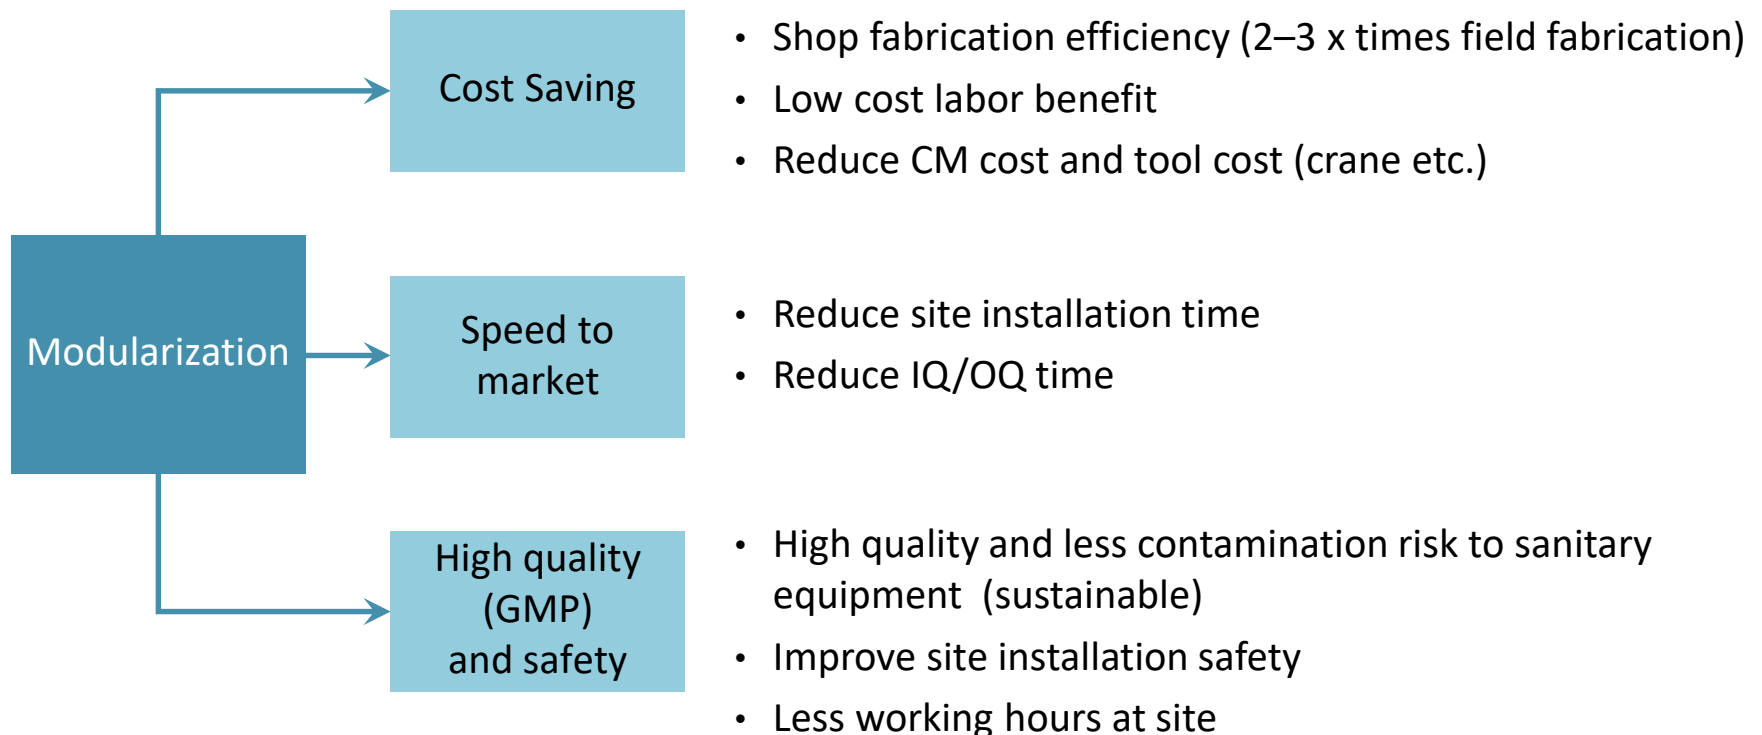 Modularization
Cost Saving
• Shop fabrication efficiency (2–3 x times field fabrication)
• Low cost labor benefit
• Reduce CM cost and tool cost (crane etc.)
Speed to
market
• Reduce site installation time
• Reduce IQ/OQ time
High quality
(GMP)
and safety
• High quality and less contamination risk to sanitary
equipment (sustainable)
• Improve site installation safety
• Less working hours at site